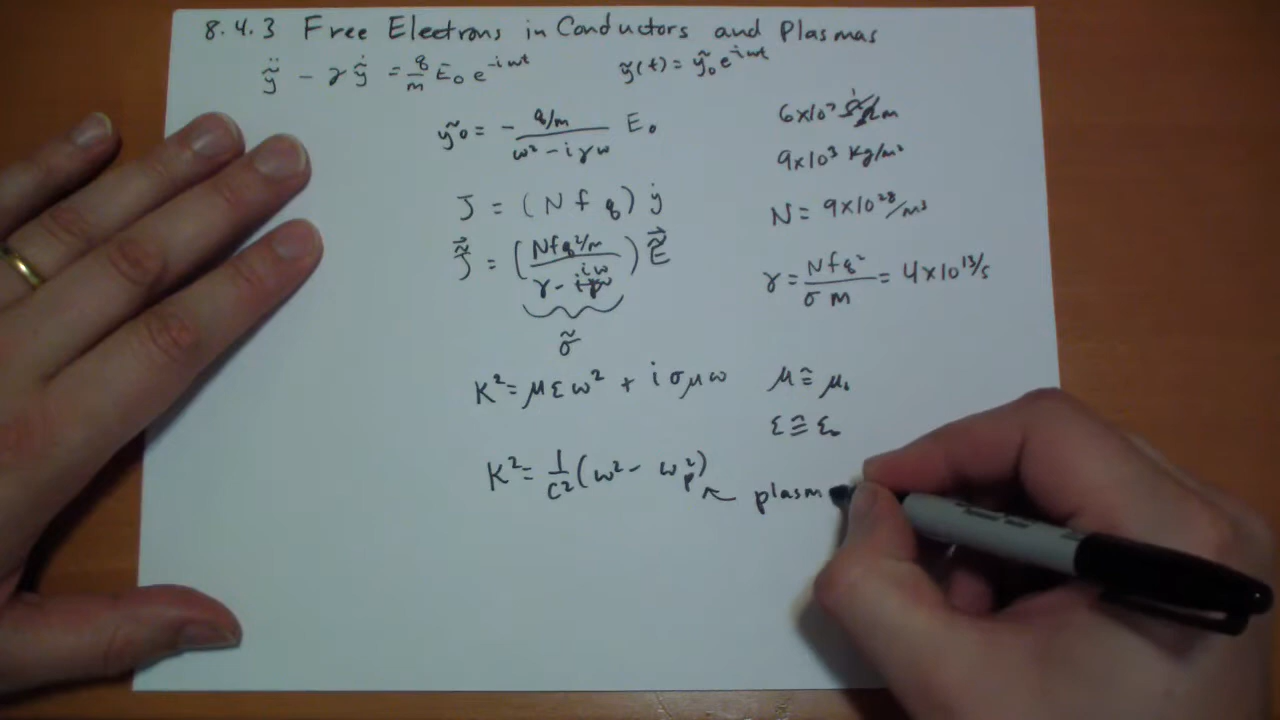 8.4.3 Free Electrons in Conductors and Plasmas
ỹ̈ - γ ỹ̇ = q/m E₀ e^(-iωt)    ỹ(t) = ỹ₀ e^(-iωt)
ỹ₀ = - (q/m)/(ω² - iγω) E₀
6×10⁷ m
9×10³ Kg/m³
J = (N f q) ẏ
N = 9×10²⁸/m³
J̃⃗ = ((Nfq²/m)/(γ - iω)) Ẽ⃗
γ = Nfq²/(σ m) = 4×10¹³/s
σ̃
K² = μεω² + iσμω    μ ≅ μ₀
ε ≅ ε₀
K² = 1/c² (ω² - ωp²)
← plasm